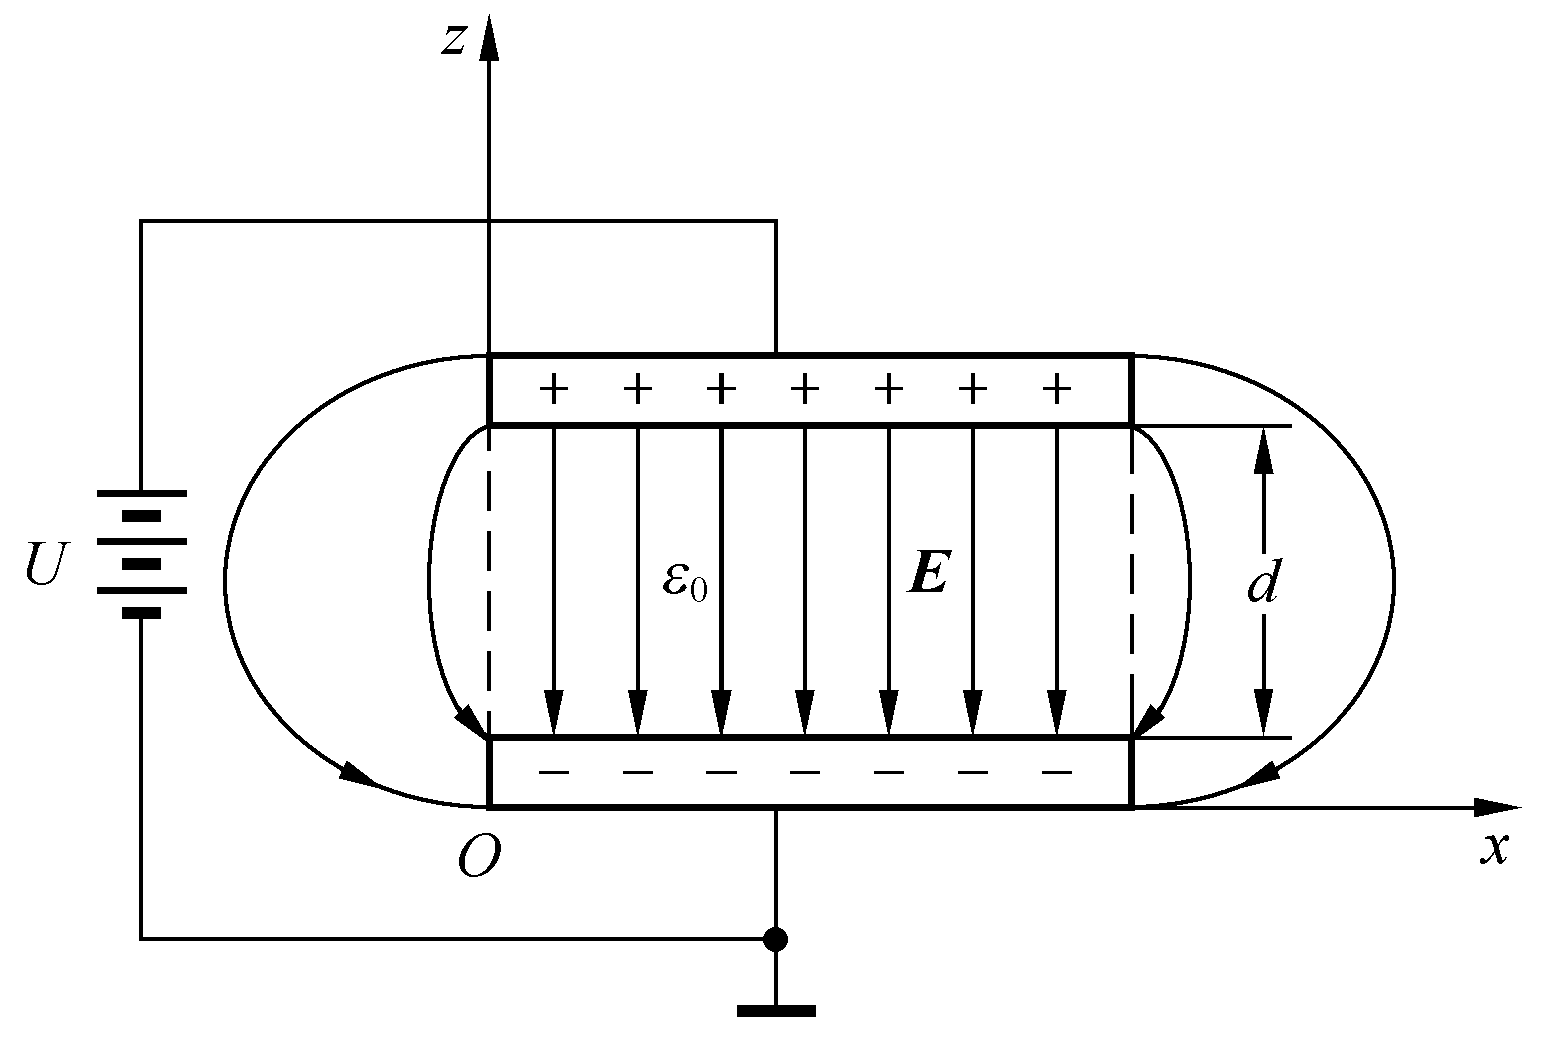 z
+ + + + + + +
U
ε₀
E
d
− − − − − − −
O
x